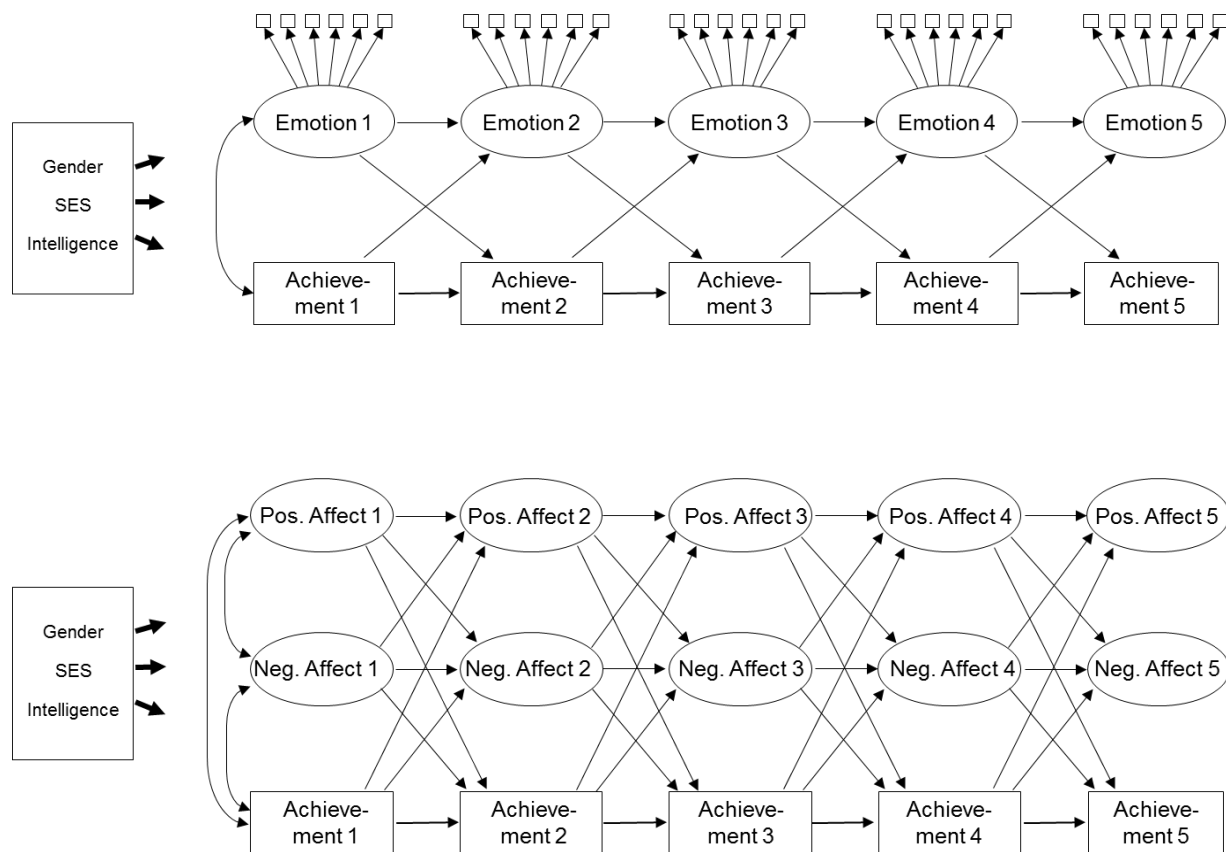 Emotion 1
Emotion 2
Emotion 3
Emotion 4
Emotion 5
Gender
SES
Intelligence
Achieve-
ment 1
Achieve-
ment 2
Achieve-
ment 3
Achieve-
ment 4
Achieve-
ment 5
Pos. Affect 1
Pos. Affect 2
Pos. Affect 3
Pos. Affect 4
Pos. Affect 5
Gender
SES
Intelligence
Neg. Affect 1
Neg. Affect 2
Neg. Affect 3
Neg. Affect 4
Neg. Affect 5
Achieve-
ment 1
Achieve-
ment 2
Achieve-
ment 3
Achieve-
ment 4
Achieve-
ment 5